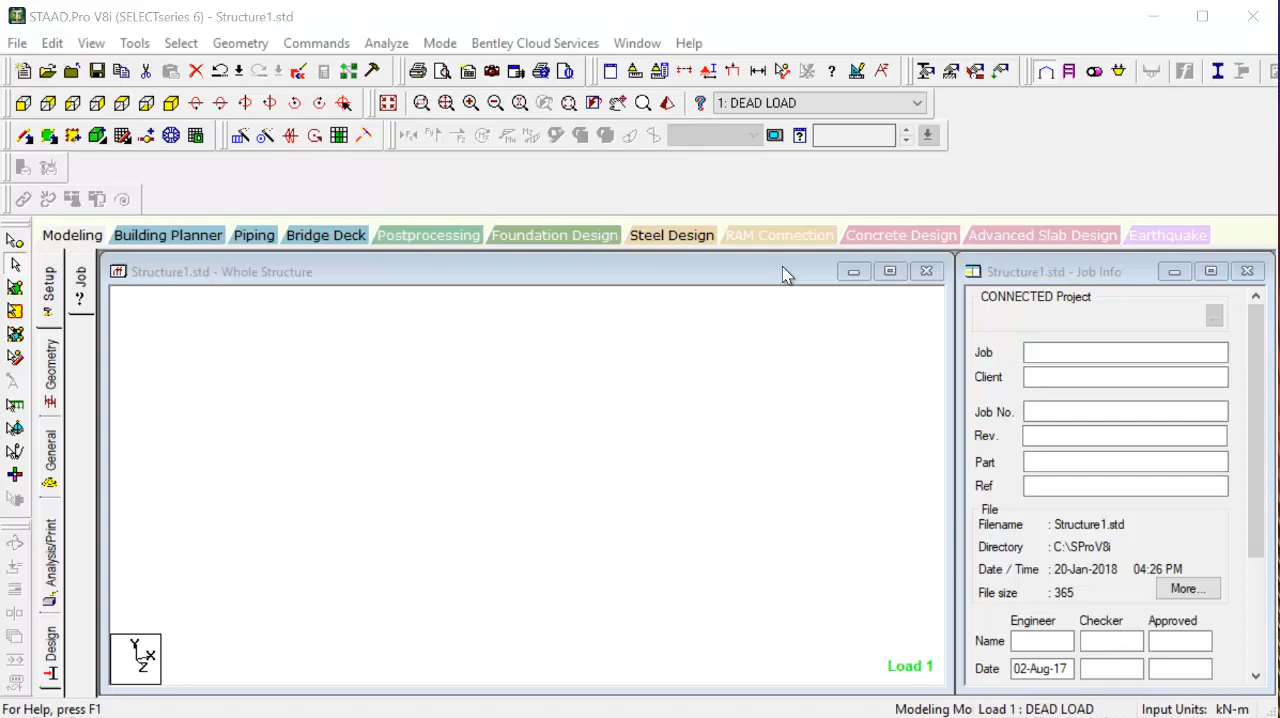 STAAD.Pro V8i (SELECTseries 6) - Structure1.std
File Edit View Tools Select Geometry Commands Analyze Mode Bentley Cloud Services Window Help
1: DEAD LOAD
Modeling Building Planner Piping Bridge Deck Postprocessing Foundation Design Steel Design RAM Connection Concrete Design Advanced Slab Design Earthquake
Setup
Geometry
General
Analysis/Print
Design
Job
Structure1.std - Whole Structure
Y
X
Z
Load 1
Structure1.std - Job Info
CONNECTED Project
...
Job
Client
Job No.
Rev.
Part
Ref
File
Filename : Structure1.std
Directory : C:\SProV8i
Date / Time : 20-Jan-2018 04:26 PM
File size : 365
More...
Engineer Checker Approved
Name
Date 02-Aug-17
For Help, press F1
Modeling Mo Load 1 : DEAD LOAD Input Units: kN-m